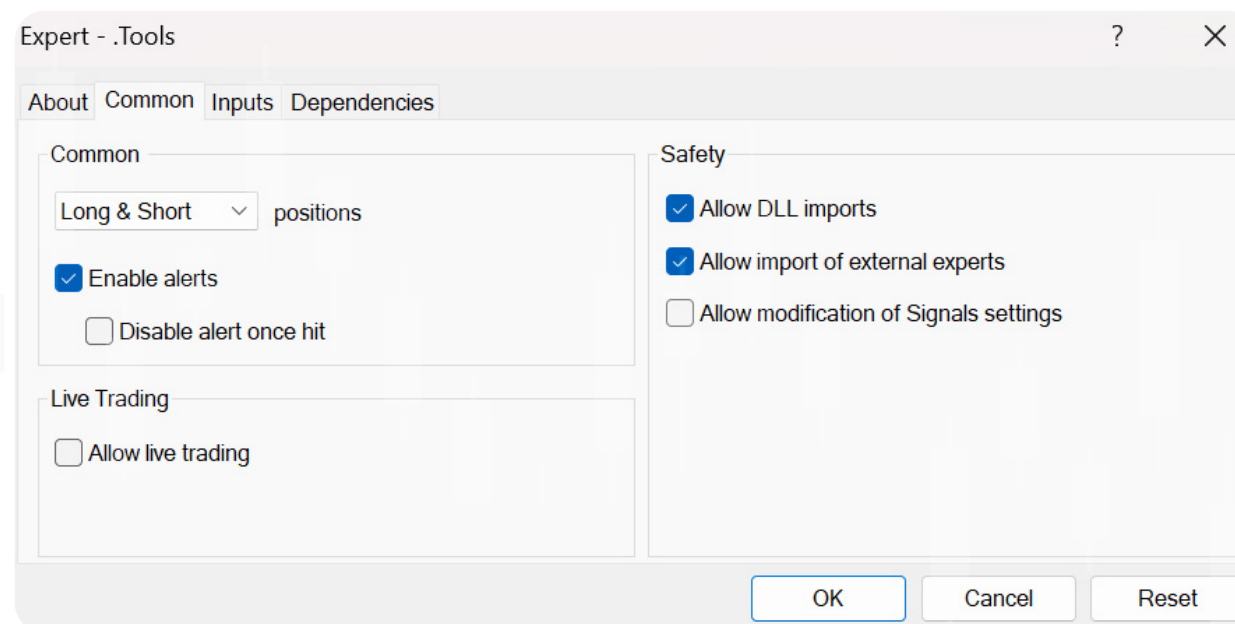 Expert - .Tools ?
About Common Inputs Dependencies
Common
Long & Short positions
Enable alerts
Disable alert once hit
Live Trading
Allow live trading
Safety
Allow DLL imports
Allow import of external experts
Allow modification of Signals settings
OK Cancel Reset